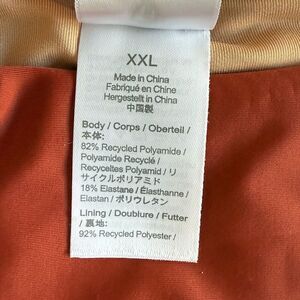 XXL
Made in China
Fabriqué en Chine
Hergestellt in China
中国製
Body / Corps / Oberteil /
本体:
82% Recycled Polyamide /
Polyamide Recyclé /
Recyceltes Polyamid / リ
サイクルポリアミド
18% Elastane / Élasthanne /
Elastan / ポリウレタン
Lining / Doublure / Futter
/ 裏地:
92% Recycled Polyester /